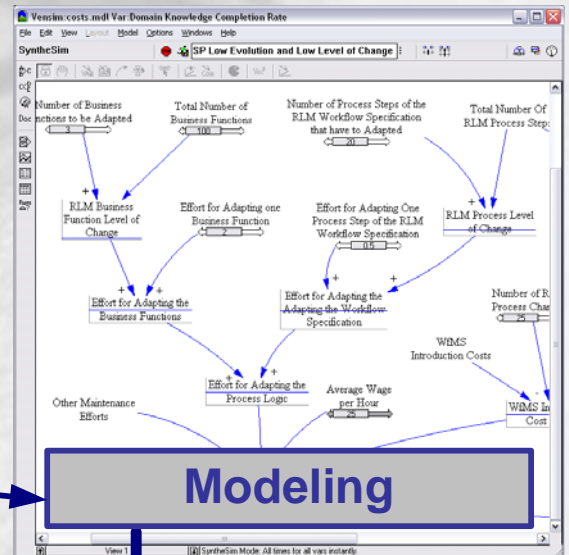 Vensim:costs.mdl Var:Domain Knowledge Completion Rate
File Edit View Layout Model Options Windows Help
SyntheSim
SP Low Evolution and Low Level of Change
Doc
Number of Business
nctions to be Adapted
3
Total Number of
Business Functions
100
Number of Process Steps of the
RLM Workflow Specification
that have to Adapted
20
Total Number Of
RLM Process Steps
+
RLM Business
Function Level of
Change
Effort for Adapting one
Business Function
2
Effort for Adapting One
Process Step of the RLM
Workflow Specification
0.5
+
RLM Process Level
of Change
+ +
Effort for Adapting the
Business Functions
+ +
Effort for Adapting the
Adapting the Workflow
Specification
Number of R
Process Chan
25
WfMS
Introduction Costs
+ +
Effort for Adapting the
Process Logic
Average Wage
per Hour
25
Other Maintenance
Efforts
-
WfMS In
Cost
Modeling
View 1
SyntheSim Mode: All times for all vars instantly.